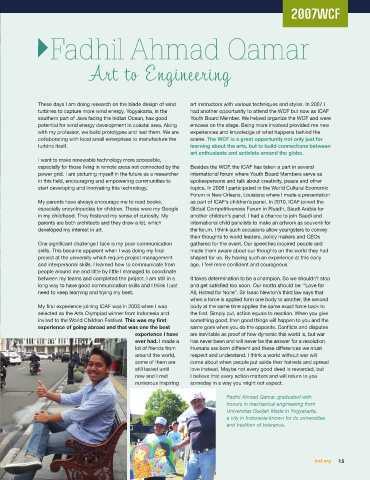 2007WCF
Fadhil Ahmad Qamar
Art to Engineering
These days I am doing research on the blade design of wind
turbines to capture more wind energy. Yogyakarta, in the
southern part of Java facing the Indian Ocean, has good
potential for wind energy development in coastal area. Along
with my professor, we build prototypes and test them. We are
collaborating with local small enterprises to manufacture the
turbine itself.
I want to make renewable technology more accessible,
especially for those more in remote areas not connected by the
power grid. I am picturing myself in the future as a researcher
in this field, encouraging and empowering communities to
start developing and innovating this technology.
My parents have always encourage me to read books,
especially encyclopedias for children. Those were my Google
in my childhood. They fostered my sense of curiosity. My
parents are both architects and they draw a lot, which
developed my interest in art.
One significant challenge I face is my poor communication
skills. This became apparent when I was doing my final
project at the university which require project management
and interpersonal skills. I learned how to communicate from
people around me and little by little I managed to coordinate
between my teams and completed the project. I am still in a
long way to have good communication skills and I think I just
need to keep learning and trying my best.
My first experience joining ICAF was in 2003 when I was
selected as the Arts Olympiad winner from Indonesia and
invited to the World Children Festival. This was my first
experience of going abroad and that was one the best
experience I have
ever had. I made a
lot of friends from
around the world,
some of them are
still lasted until
now and I met
numerous inspiring
art instructors with various techniques and styles. In 2007 I
had another opportunity to attend the WCF but now as ICAF
Youth Board Member. We helped organize the WCF and were
emcees on the stage. Being more involved provided me new
experiences and knowledge of what happens behind the
scene. The WCF is a great opportunity not only just for
learning about the arts, but to build connections between
art enthusiasts and activists around the globe.
Besides the WCF, the ICAF has taken a part in several
international forum where Youth Board Members serve as
spokespersons and talk about creativity, peace and other
topics. In 2008 I participated in the World Cultural Economic
Forum in New Orleans, Louisiana where I made a presentation
as part of ICAF's children's panel. In 2010, ICAF joined the
Global Competitiveness Forum in Riyadh, Saudi Arabia for
another children's panel. I had a chance to join Saudi and
international child panelists to make an artwork as souvenir for
the forum. I think such occasions allow youngsters to convey
their thoughts to world leaders, policy makers and CEOs
gathered for the event. Our speeches inspired people and
made them aware about our thoughts on the world they had
shaped for us. By having such an experience at this early
age, I feel more confident and courageous.
It takes determination to be a champion. So we shouldn't stop
and get satisfied too soon. Our motto should be: "Love for
All, Hatred for None". Sir Isaac Newton's third law says that
when a force is applied from one body to another, the second
body at the same time applies the same exact force back to
the first. Simply put, action equals to reaction. When you give
something good, then good things will happen to you and the
same goes when you do the opposite. Conflicts and disputes
are inevitable as proof of how dynamic this world is, but war
has never been and will never be the answer for a resolution.
Humans are born different and these differences we must
respect and understand. I think a world without war will
come about when people put aside their hatreds and spread
love instead. Maybe not every good deed is rewarded, but
I believe that every action matters and will return to you
someday in a way you might not expect.
Fadhil Ahmad Qamar graduated with
honors in mechanical engineering from
Universitas Gadjah Mada in Yogyakarta,
a city in Indonesia known for its universities
and tradition of tolerance.
15